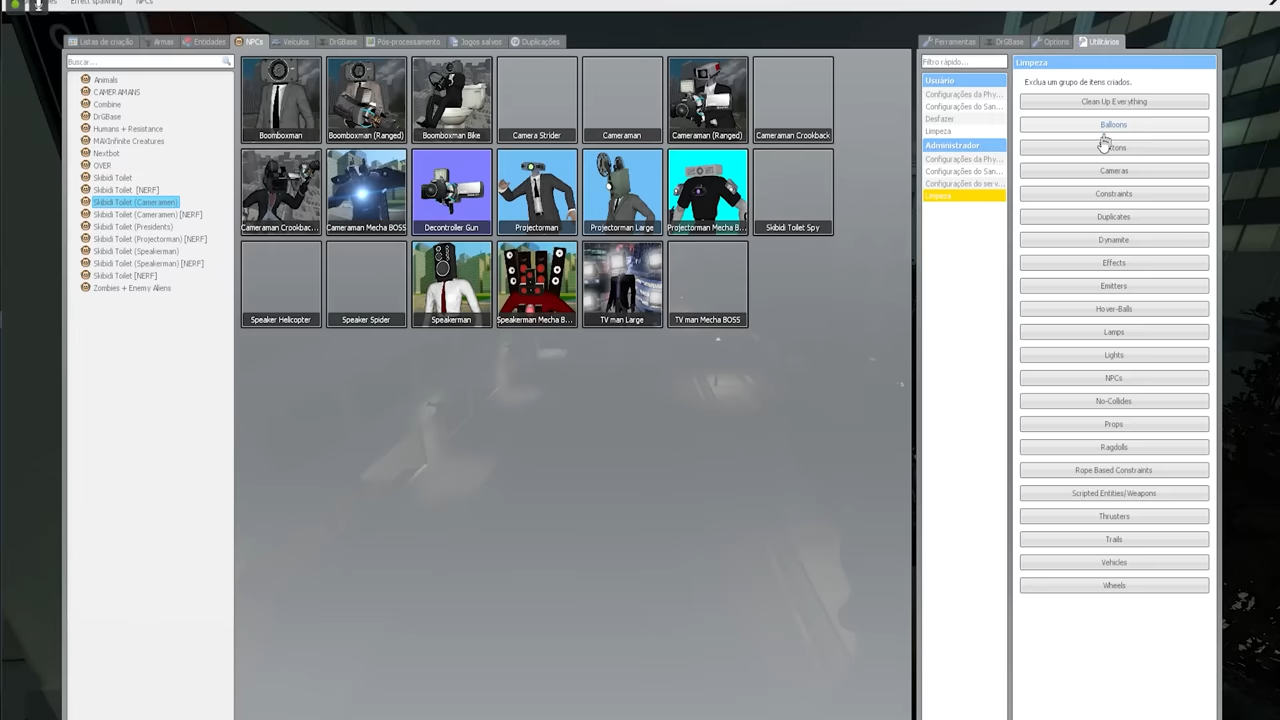 Effect spawning NPCs
Listas de criação Armas Entidades NPCs Veículos DrGBase Pós-processamento Jogos salvos Duplicações
Buscar...
Animals
CAMERAMANS
Combine
DrGBase
Humans + Resistance
MAXInfinite Creatures
Nextbot
OVER
Skibidi Toilet
Skibidi Toilet [NERF]
Skibidi Toilet (Cameramen)
Skibidi Toilet (Cameramen) [NERF]
Skibidi Toilet (Presidents)
Skibidi Toilet (Projectorman) [NERF]
Skibidi Toilet (Speakerman)
Skibidi Toilet (Speakerman) [NERF]
Skibidi Toilet [NERF]
Zombies + Enemy Aliens
Boomboxman
Boomboxman (Ranged)
Boomboxman Bike
Camera Strider
Cameraman
Cameraman (Ranged)
Cameraman Crookback
Cameraman Crookbac...
Cameraman Mecha BOSS
Decontroller Gun
Projectorman
Projectorman Large
Projectorman Mecha B...
Skibidi Toilet Spy
Speaker Helicopter
Speaker Spider
Speakerman
Speakerman Mecha B...
TV man Large
TV man Mecha BOSS
Ferramentas DrGBase Options Utilitários
Filtro rápido...
Usuário
Configurações da Phy...
Configurações do San...
Desfazer
Limpeza
Administrador
Configurações da Phy...
Configurações do San...
Configurações do serv...
Limpeza
Limpeza
Exclua um grupo de itens criados.
Clean Up Everything
Balloons
Cameras
Constraints
Duplicates
Dynamite
Effects
Emitters
Hover-Balls
Lamps
Lights
NPCs
No-Collides
Props
Ragdolls
Rope Based Constraints
Scripted Entities/Weapons
Thrusters
Trails
Vehicles
Wheels